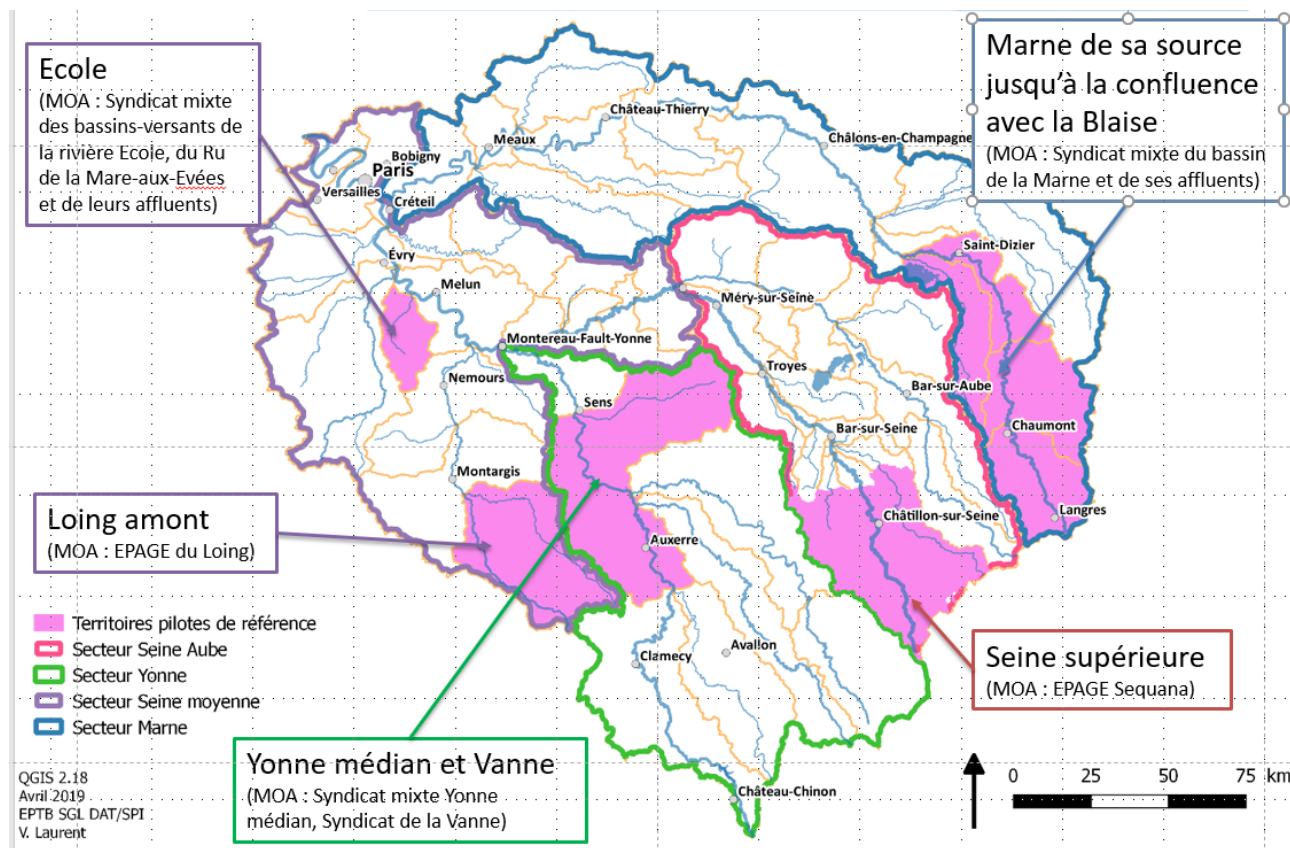 Ecole
(MOA : Syndicat mixte
des bassins-versants de
la rivière Ecole, du Ru
de la Mare-aux-Evées
et de leurs affluents)
Marne de sa source
jusqu'à la confluence
avec la Blaise
(MOA : Syndicat mixte du bassin
de la Marne et de ses affluents)
Château-Thierry
Châlons-en-Champagne
Meaux
Bobigny
Paris
Versailles
Créteil
Saint-Dizier
Évry
Melun
Méry-sur-Seine
Montereau-Fault-Yonne
Troyes
Nemours
Bar-sur-Aube
Sens
Bar-sur-Seine
Chaumont
Montargis
Langres
Châtillon-sur-Seine
Loing amont
(MOA : EPAGE du Loing)
Auxerre
Territoires pilotes de référence
Secteur Seine Aube
Secteur Yonne
Secteur Seine moyenne
Secteur Marne
Avallon
Clamecy
Seine supérieure
(MOA : EPAGE Sequana)
Yonne médian et Vanne
(MOA : Syndicat mixte Yonne
médian, Syndicat de la Vanne)
Château-Chinon
QGIS 2.18
Avril 2019
EPTB SGL DAT/SPI
V. Laurent
0 25 50 75 km